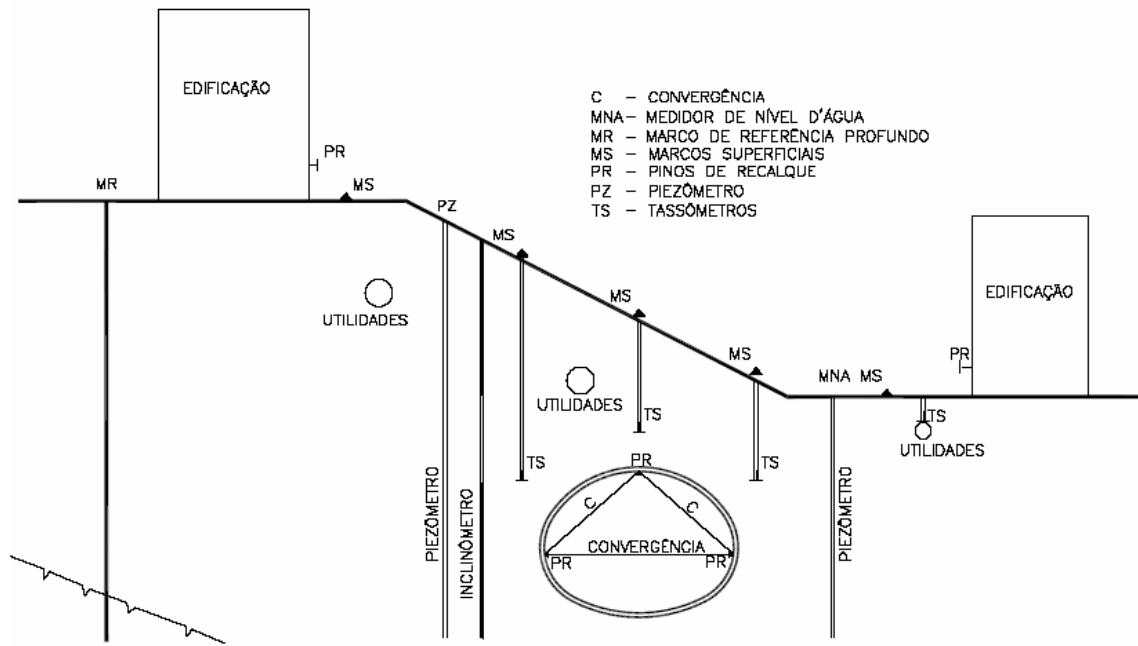 EDIFICAÇÃO
C – CONVERGÊNCIA
MNA – MEDIDOR DE NÍVEL D'ÁGUA
MR – MARCO DE REFERÊNCIA PROFUNDO
MS – MARCOS SUPERFICIAIS
PR – PINOS DE RECALQUE
PZ – PIEZÔMETRO
TS – TASSÔMETROS
PR
MR
MS
PZ
MS
UTILIDADES
MS
EDIFICAÇÃO
PR
MS
MNA MS
UTILIDADES
TS
TS
UTILIDADES
TS
PR
TS
PIEZÔMETRO
INCLINÔMETRO
C
C
CONVERGÊNCIA
PR
PR
PIEZÔMETRO